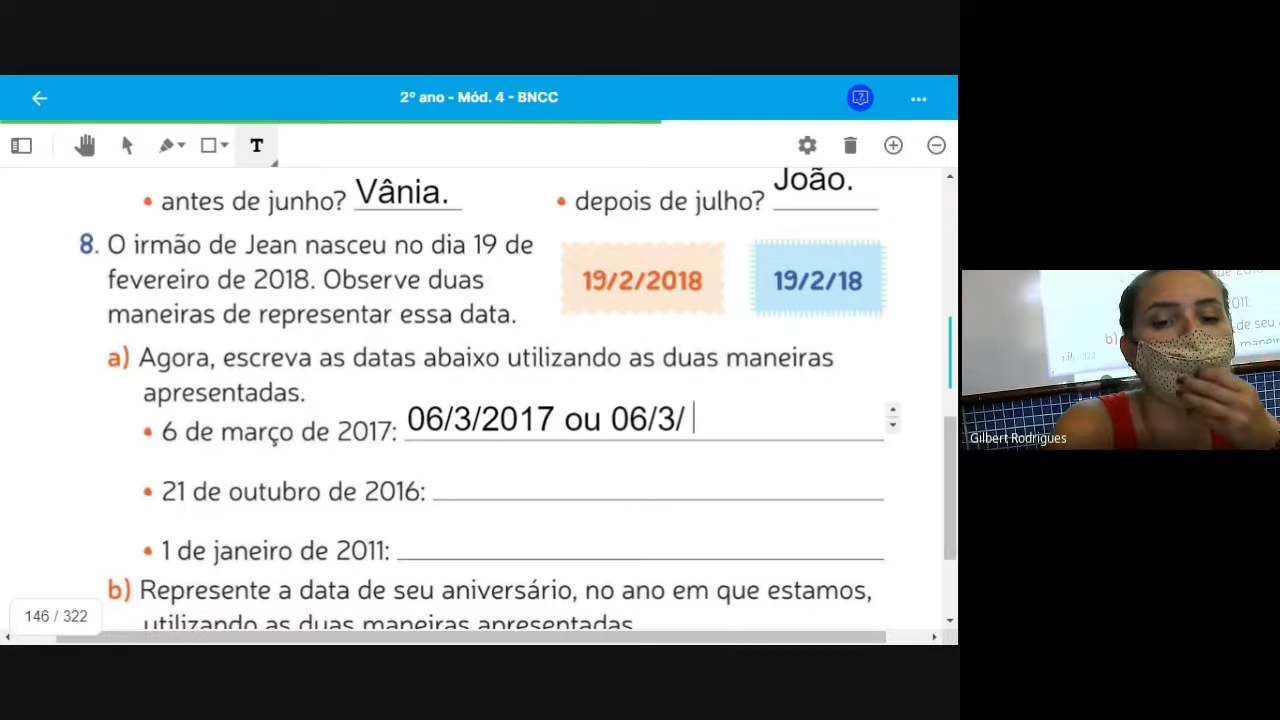 2º ano - Mód. 4 - BNCC
T
• antes de junho? Vânia.
• depois de julho? João.
8. O irmão de Jean nasceu no dia 19 de
fevereiro de 2018. Observe duas
maneiras de representar essa data.
19/2/2018
19/2/18
a) Agora, escreva as datas abaixo utilizando as duas maneiras
apresentadas.
• 6 de março de 2017: 06/3/2017 ou 06/3/
• 21 de outubro de 2016:
• 1 de janeiro de 2011:
b) Represente a data de seu aniversário, no ano em que estamos,
utilizando as duas maneiras apresentadas.
146 / 322
Gilbert Rodrigues